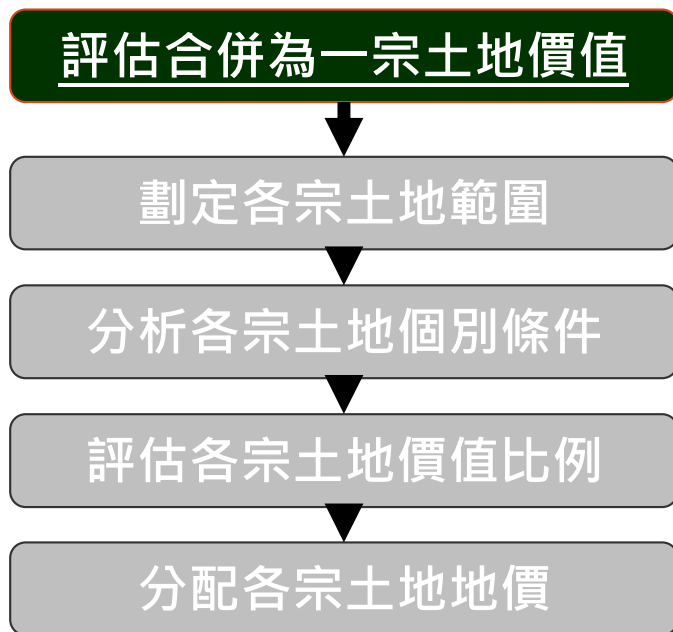 評估合併為一宗土地價值
劃定各宗土地範圍
分析各宗土地個別條件
評估各宗土地價值比例
分配各宗土地地價